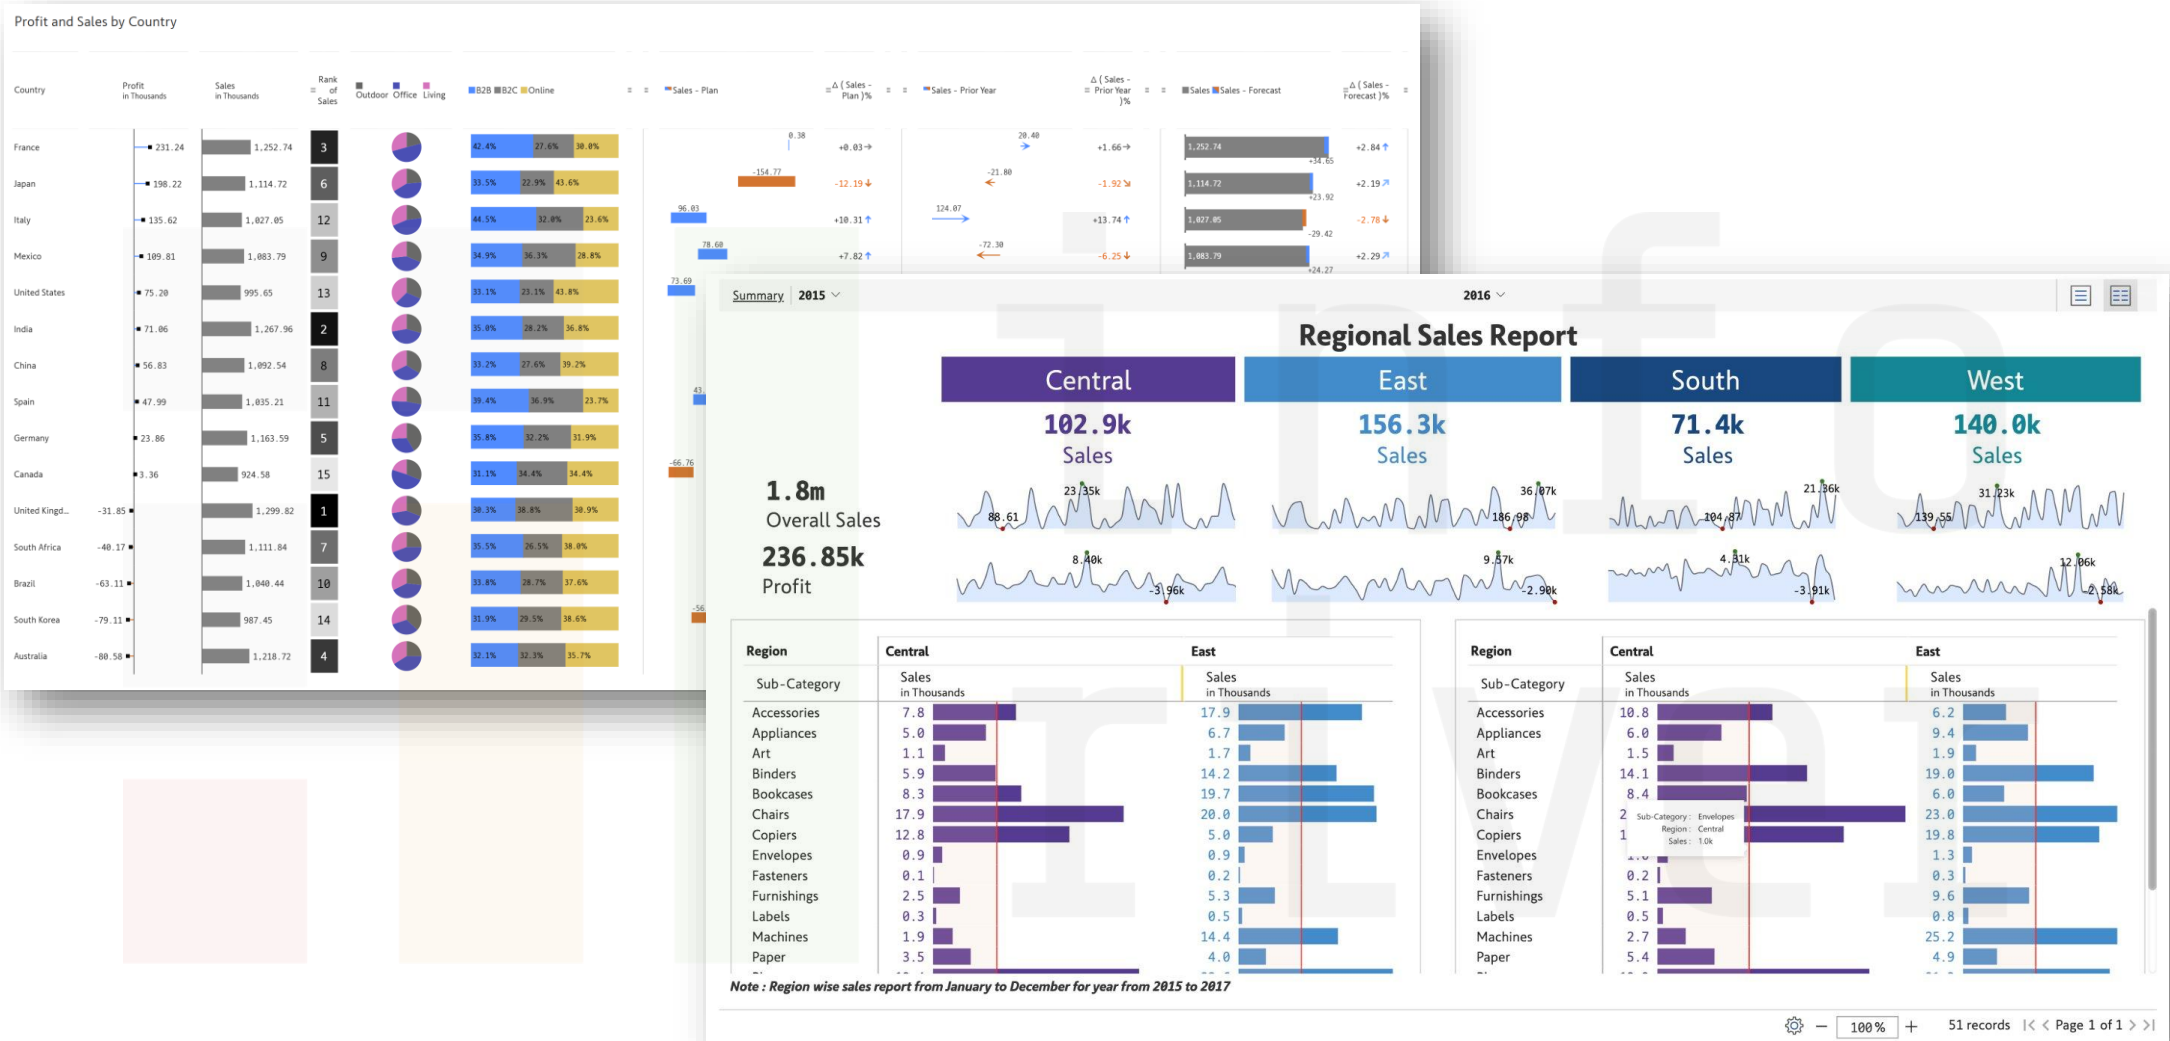 Profit and Sales by Country
Country Profit in Thousands Sales in Thousands Rank of Sales Outdoor Office Living B2B B2C Online Sales - Plan Δ ( Sales - Plan )% Sales - Prior Year Δ ( Sales - Prior Year )% Sales Sales - Forecast Δ ( Sales - Forecast )%
France 231.24 1,252.74 3 42.4% 27.6% 30.0% 0.38 +0.03 20.40 +1.66 1,252.74 +34.65 +2.84
Japan 198.22 1,114.72 6 33.5% 22.9% 43.6% -154.77 -12.19 -21.80 -1.92 1,114.72 +23.92 +2.19
Italy 135.62 1,027.05 12 44.5% 32.0% 23.6% 96.03 +10.31 124.07 +13.74 1,027.05 -29.42 -2.78
Mexico 109.81 1,083.79 9 34.9% 36.3% 28.8% 78.60 +7.82 -72.30 -6.25 1,083.79 +24.27 +2.29
United States 75.20 995.65 13 33.1% 23.1% 43.8% 73.69
India 71.06 1,267.96 2 35.0% 28.2% 36.8%
China 56.83 1,092.54 8 33.2% 27.6% 39.2%
Spain 47.99 1,035.21 11 39.4% 36.9% 23.7% 43.
Germany 23.86 1,163.59 5 35.8% 32.2% 31.9%
Canada 3.36 924.58 15 31.1% 34.4% 34.4% -66.76
United Kingd... -31.85 1,299.82 1 30.3% 38.8% 30.9%
South Africa -40.17 1,111.84 7 35.5% 26.5% 38.0%
Brazil -63.11 1,040.44 10 33.8% 28.7% 37.6%
South Korea -79.11 987.45 14 31.9% 29.5% 38.6% -56
Australia -80.58 1,218.72 4 32.1% 32.3% 35.7%
Summary 2015 2016
Regional Sales Report
Central East South West
102.9k 156.3k 71.4k 140.0k
Sales Sales Sales Sales
1.8m
Overall Sales
88.61 23.35k 186.98 36.07k 104.87 21.36k 139.55 31.23k
236.85k
Profit
8.40k -3.96k 9.57k -2.90k 4.31k -3.91k 12.06k -2.58k
Region Central East Region Central East
Sub-Category Sales in Thousands Sales in Thousands Sub-Category Sales in Thousands Sales in Thousands
Accessories 7.8 17.9 Accessories 10.8 6.2
Appliances 5.0 6.7 Appliances 6.0 9.4
Art 1.1 1.7 Art 1.5 1.9
Binders 5.9 14.2 Binders 14.1 19.0
Bookcases 8.3 19.7 Bookcases 8.4 6.0
Chairs 17.9 20.0 Chairs 2 23.0
Copiers 12.8 5.0 Copiers 1 19.8
Sub-Category : Envelopes
Region : Central
Sales : 1.0k
Envelopes 0.9 0.9 Envelopes 1.3
Fasteners 0.1 0.2 Fasteners 0.2 0.3
Furnishings 2.5 5.3 Furnishings 5.1 9.6
Labels 0.3 0.5 Labels 0.5 0.8
Machines 1.9 14.4 Machines 2.7 25.2
Paper 3.5 4.0 Paper 5.4 4.9
Note : Region wise sales report from January to December for year from 2015 to 2017
100% 51 records Page 1 of 1
info
river